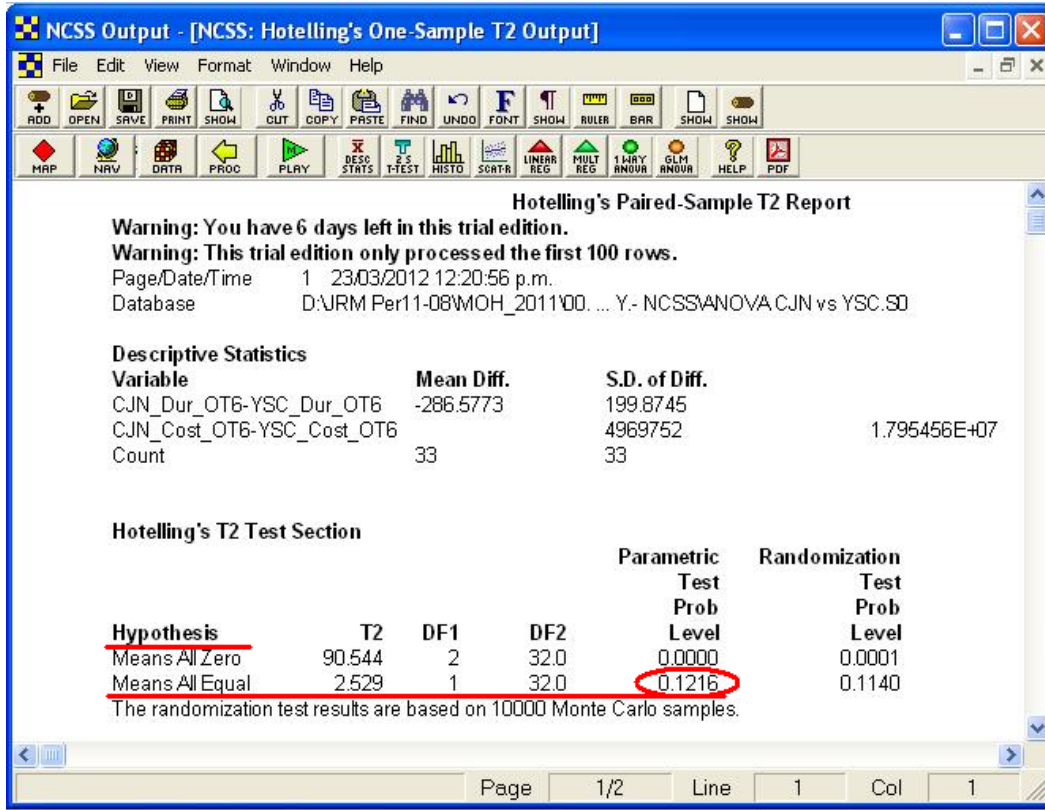 NCSS Output - [NCSS: Hotelling's One-Sample T2 Output]
File Edit View Format Window Help
ADD OPEN SAVE PRINT SHOW CUT COPY PASTE FIND UNDO FONT SHOW RULER BAR SHOW SHOW
MAP NAV DATA PROC PLAY DESC STATS 2 S T-TEST HISTO SCAT-R LINEAR REG MULT REG 1 WAY ANOVA GLM ANOVA HELP PDF
Hotelling's Paired-Sample T2 Report
Warning: You have 6 days left in this trial edition.
Warning: This trial edition only processed the first 100 rows.
Page/Date/Time 1 23/03/2012 12:20:56 p.m.
Database D:\JRM Per11-08\MOH_2011\00. ... Y.- NCSS\ANOVA CJN vs YSC.S0
Descriptive Statistics
Variable Mean Diff. S.D. of Diff.
CJN_Dur_OT6-YSC_Dur_OT6 -286.5773 199.8745
CJN_Cost_OT6-YSC_Cost_OT6 4969752 1.795456E+07
Count 33 33
Hotelling's T2 Test Section
Parametric Randomization
Test Test
Prob Prob
Hypothesis T2 DF1 DF2 Level Level
Means All Zero 90.544 2 32.0 0.0000 0.0001
Means All Equal 2.529 1 32.0 0.1216 0.1140
The randomization test results are based on 10000 Monte Carlo samples.
Page 1/2 Line 1 Col 1